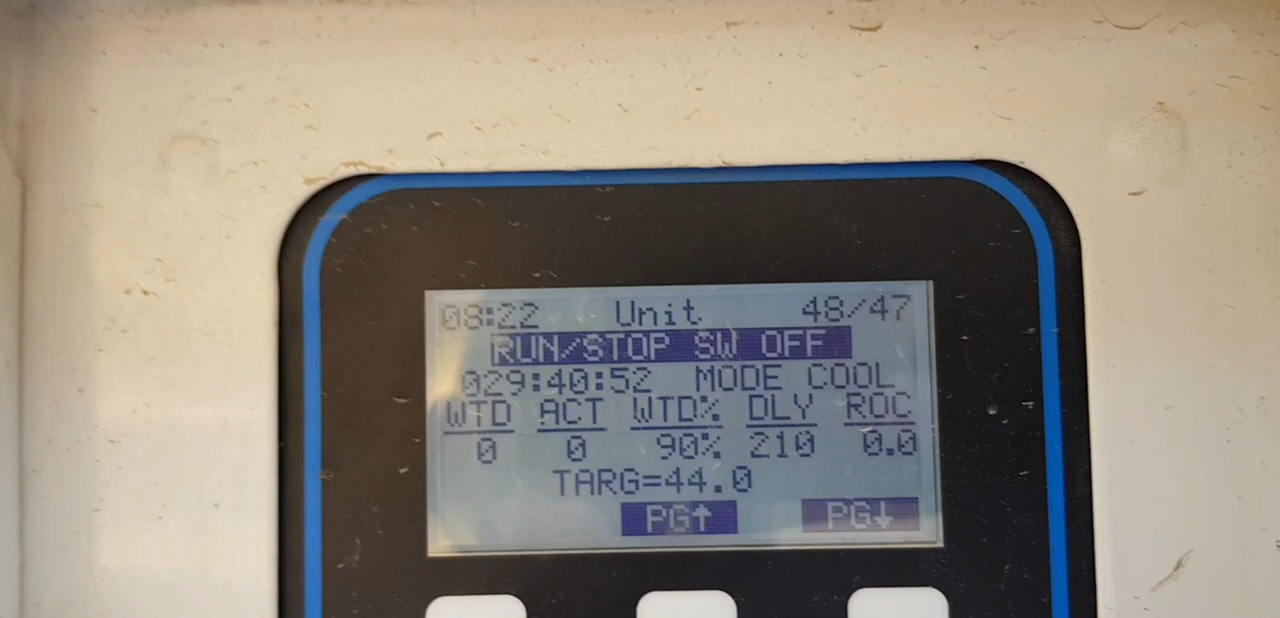 08:22 Unit 48/47
RUN/STOP SW OFF
029:40:52 MODE COOL
WTD ACT WTD% DLY ROC
0 0 90% 210 0.0
TARG=44.0
PG↑ PG↓